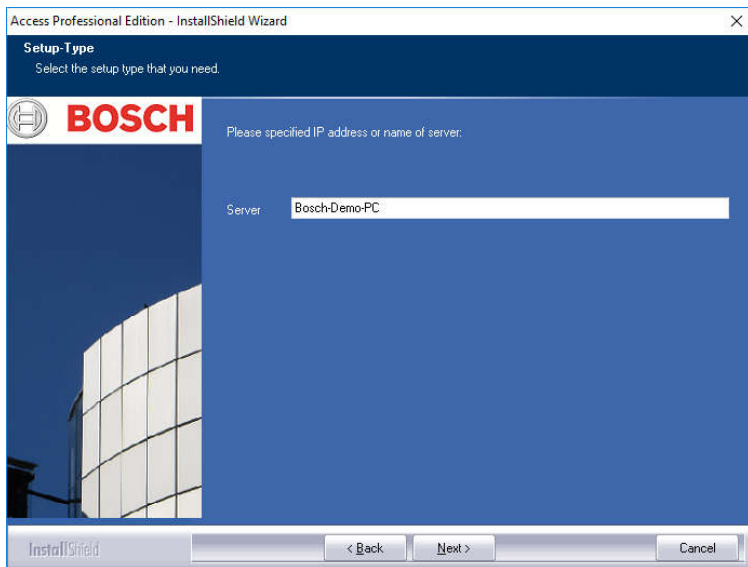 Access Professional Edition - InstallShield Wizard
Setup-Type
Select the setup type that you need.
BOSCH
Please specified IP address or name of server:
Server
Bosch-Demo-PC
InstallShield
< Back
Next >
Cancel